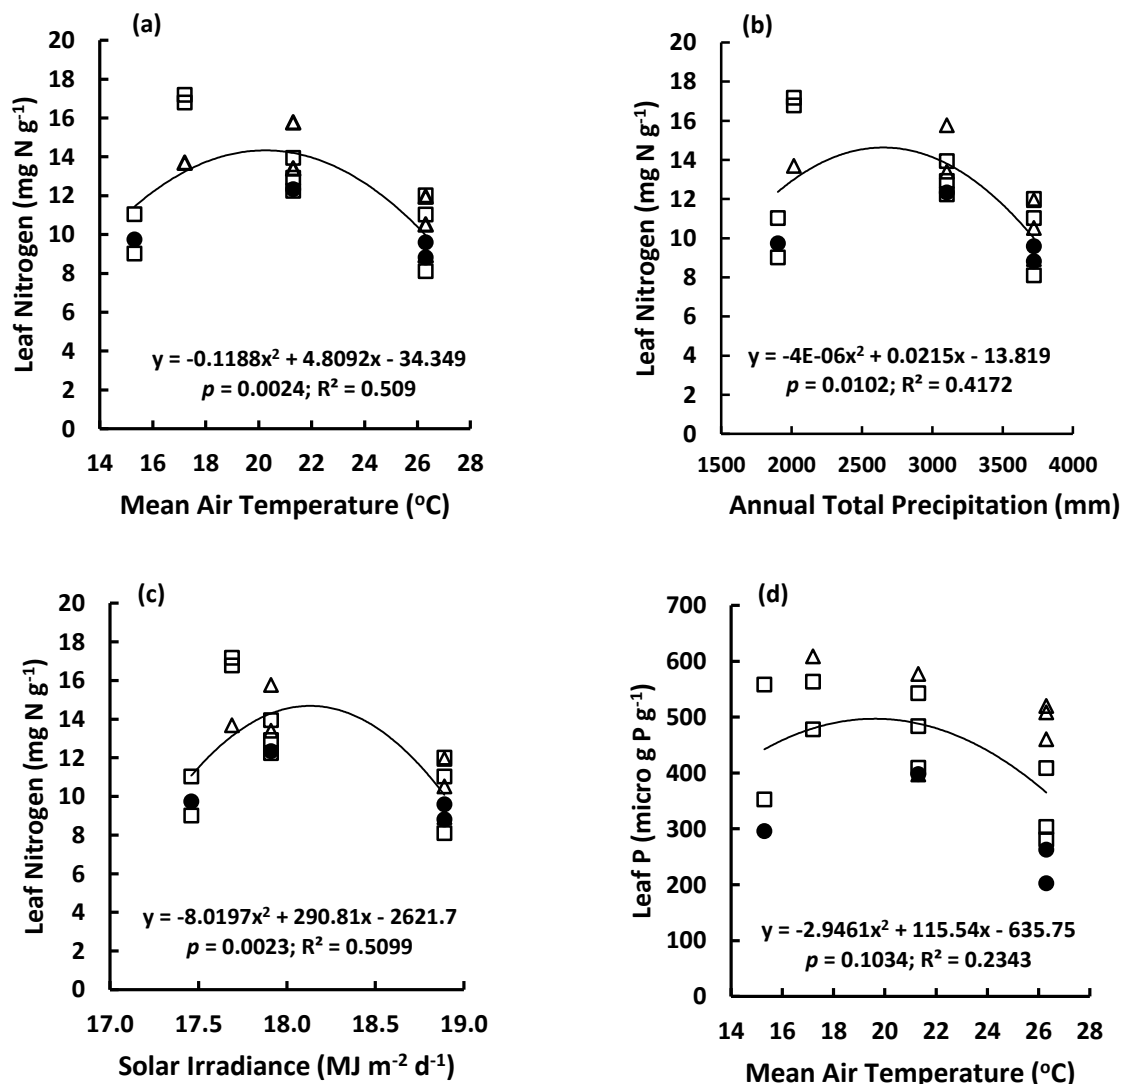 (a)
20
18
16
14
12
10
8
6
4
2
0
Leaf Nitrogen (mg N g⁻¹)
y = -0.1188x² + 4.8092x - 34.349
p = 0.0024; R² = 0.509
14 16 18 20 22 24 26 28
Mean Air Temperature (°C)
(b)
20
18
16
14
12
10
8
6
4
2
0
Leaf Nitrogen (mg N g⁻¹)
y = -4E-06x² + 0.0215x - 13.819
p = 0.0102; R² = 0.4172
1500 2000 2500 3000 3500 4000
Annual Total Precipitation (mm)
(c)
20
18
16
14
12
10
8
6
4
2
0
Leaf Nitrogen (mg N g⁻¹)
y = -8.0197x² + 290.81x - 2621.7
p = 0.0023; R² = 0.5099
17.0 17.5 18.0 18.5 19.0
Solar Irradiance (MJ m⁻² d⁻¹)
(d)
700
600
500
400
300
200
100
0
Leaf P (micro g P g⁻¹)
y = -2.9461x² + 115.54x - 635.75
p = 0.1034; R² = 0.2343
14 16 18 20 22 24 26 28
Mean Air Temperature (°C)